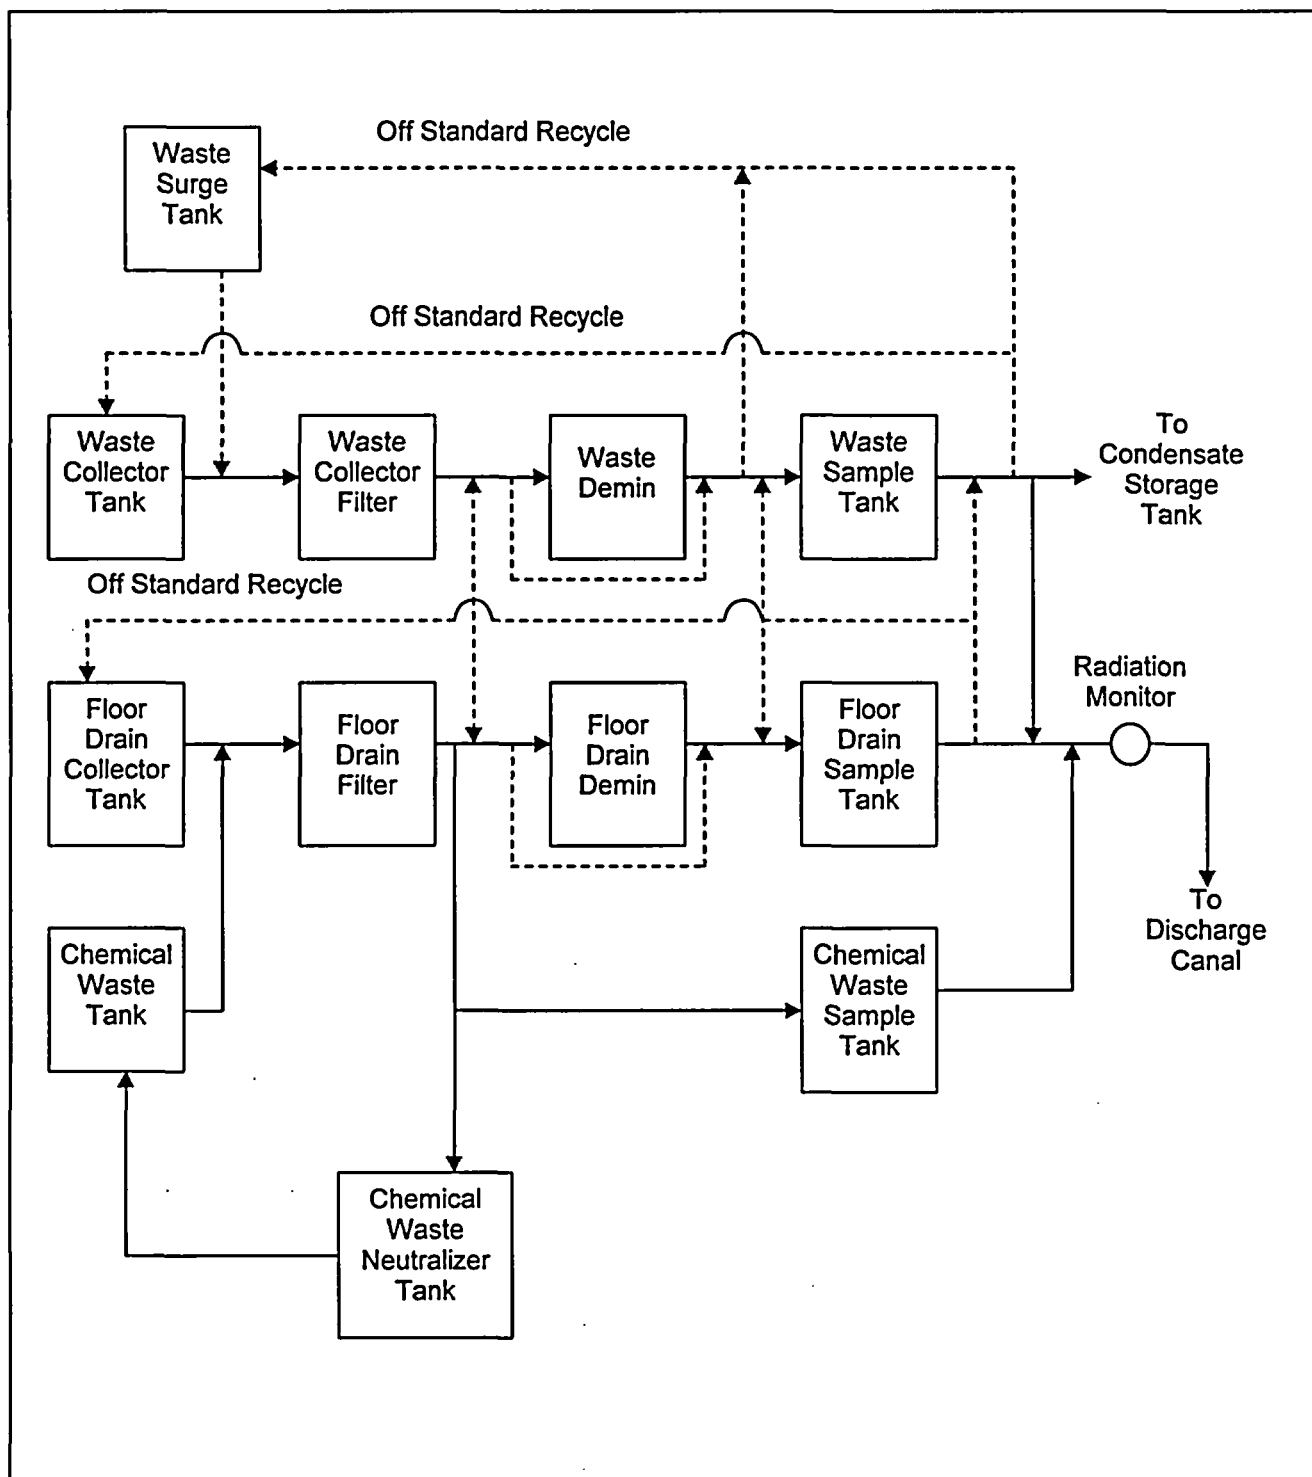 Off Standard Recycle
Waste
Surge
Tank
Off Standard Recycle
Waste
Collector
Tank
Waste
Collector
Filter
Waste
Demin
Waste
Sample
Tank
To
Condensate
Storage
Tank
Off Standard Recycle
Floor
Drain
Collector
Tank
Floor
Drain
Filter
Floor
Drain
Demin
Floor
Drain
Sample
Tank
Radiation
Monitor
To
Discharge
Canal
Chemical
Waste
Tank
Chemical
Waste
Sample
Tank
Chemical
Waste
Neutralizer
Tank